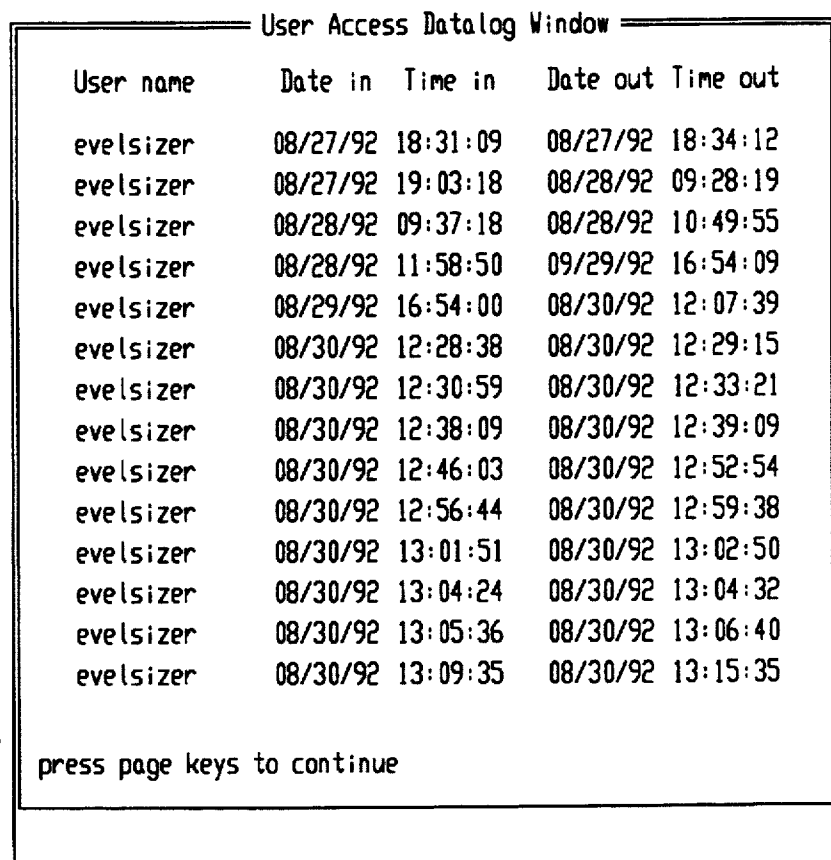 User Access Datalog Window
User name Date in Time in Date out Time out
evelsizer 08/27/92 18:31:09 08/27/92 18:34:12
evelsizer 08/27/92 19:03:18 08/28/92 09:28:19
evelsizer 08/28/92 09:37:18 08/28/92 10:49:55
evelsizer 08/28/92 11:58:50 09/29/92 16:54:09
evelsizer 08/29/92 16:54:00 08/30/92 12:07:39
evelsizer 08/30/92 12:28:38 08/30/92 12:29:15
evelsizer 08/30/92 12:30:59 08/30/92 12:33:21
evelsizer 08/30/92 12:38:09 08/30/92 12:39:09
evelsizer 08/30/92 12:46:03 08/30/92 12:52:54
evelsizer 08/30/92 12:56:44 08/30/92 12:59:38
evelsizer 08/30/92 13:01:51 08/30/92 13:02:50
evelsizer 08/30/92 13:04:24 08/30/92 13:04:32
evelsizer 08/30/92 13:05:36 08/30/92 13:06:40
evelsizer 08/30/92 13:09:35 08/30/92 13:15:35
press page keys to continue